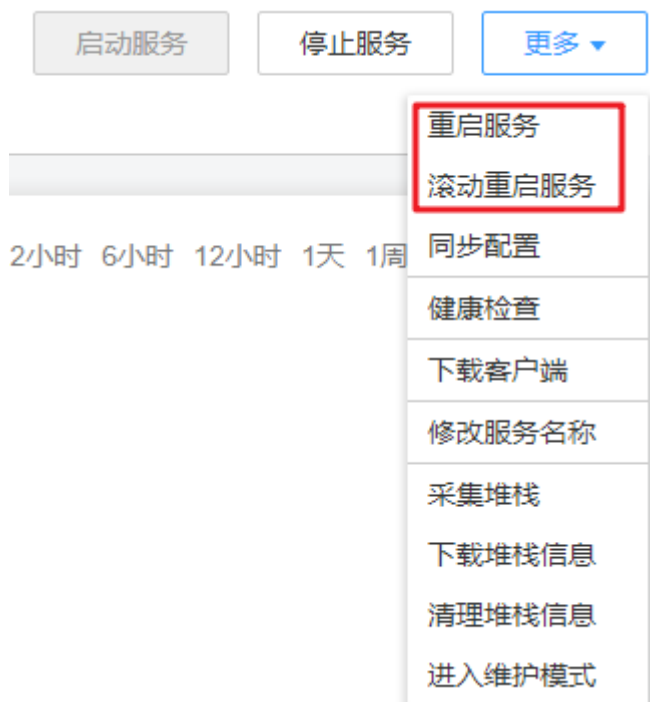 启动服务 停止服务 更多
重启服务
滚动重启服务
2小时 6小时 12小时 1天 1周
同步配置
健康检查
下载客户端
修改服务名称
采集堆栈
下载堆栈信息
清理堆栈信息
进入维护模式